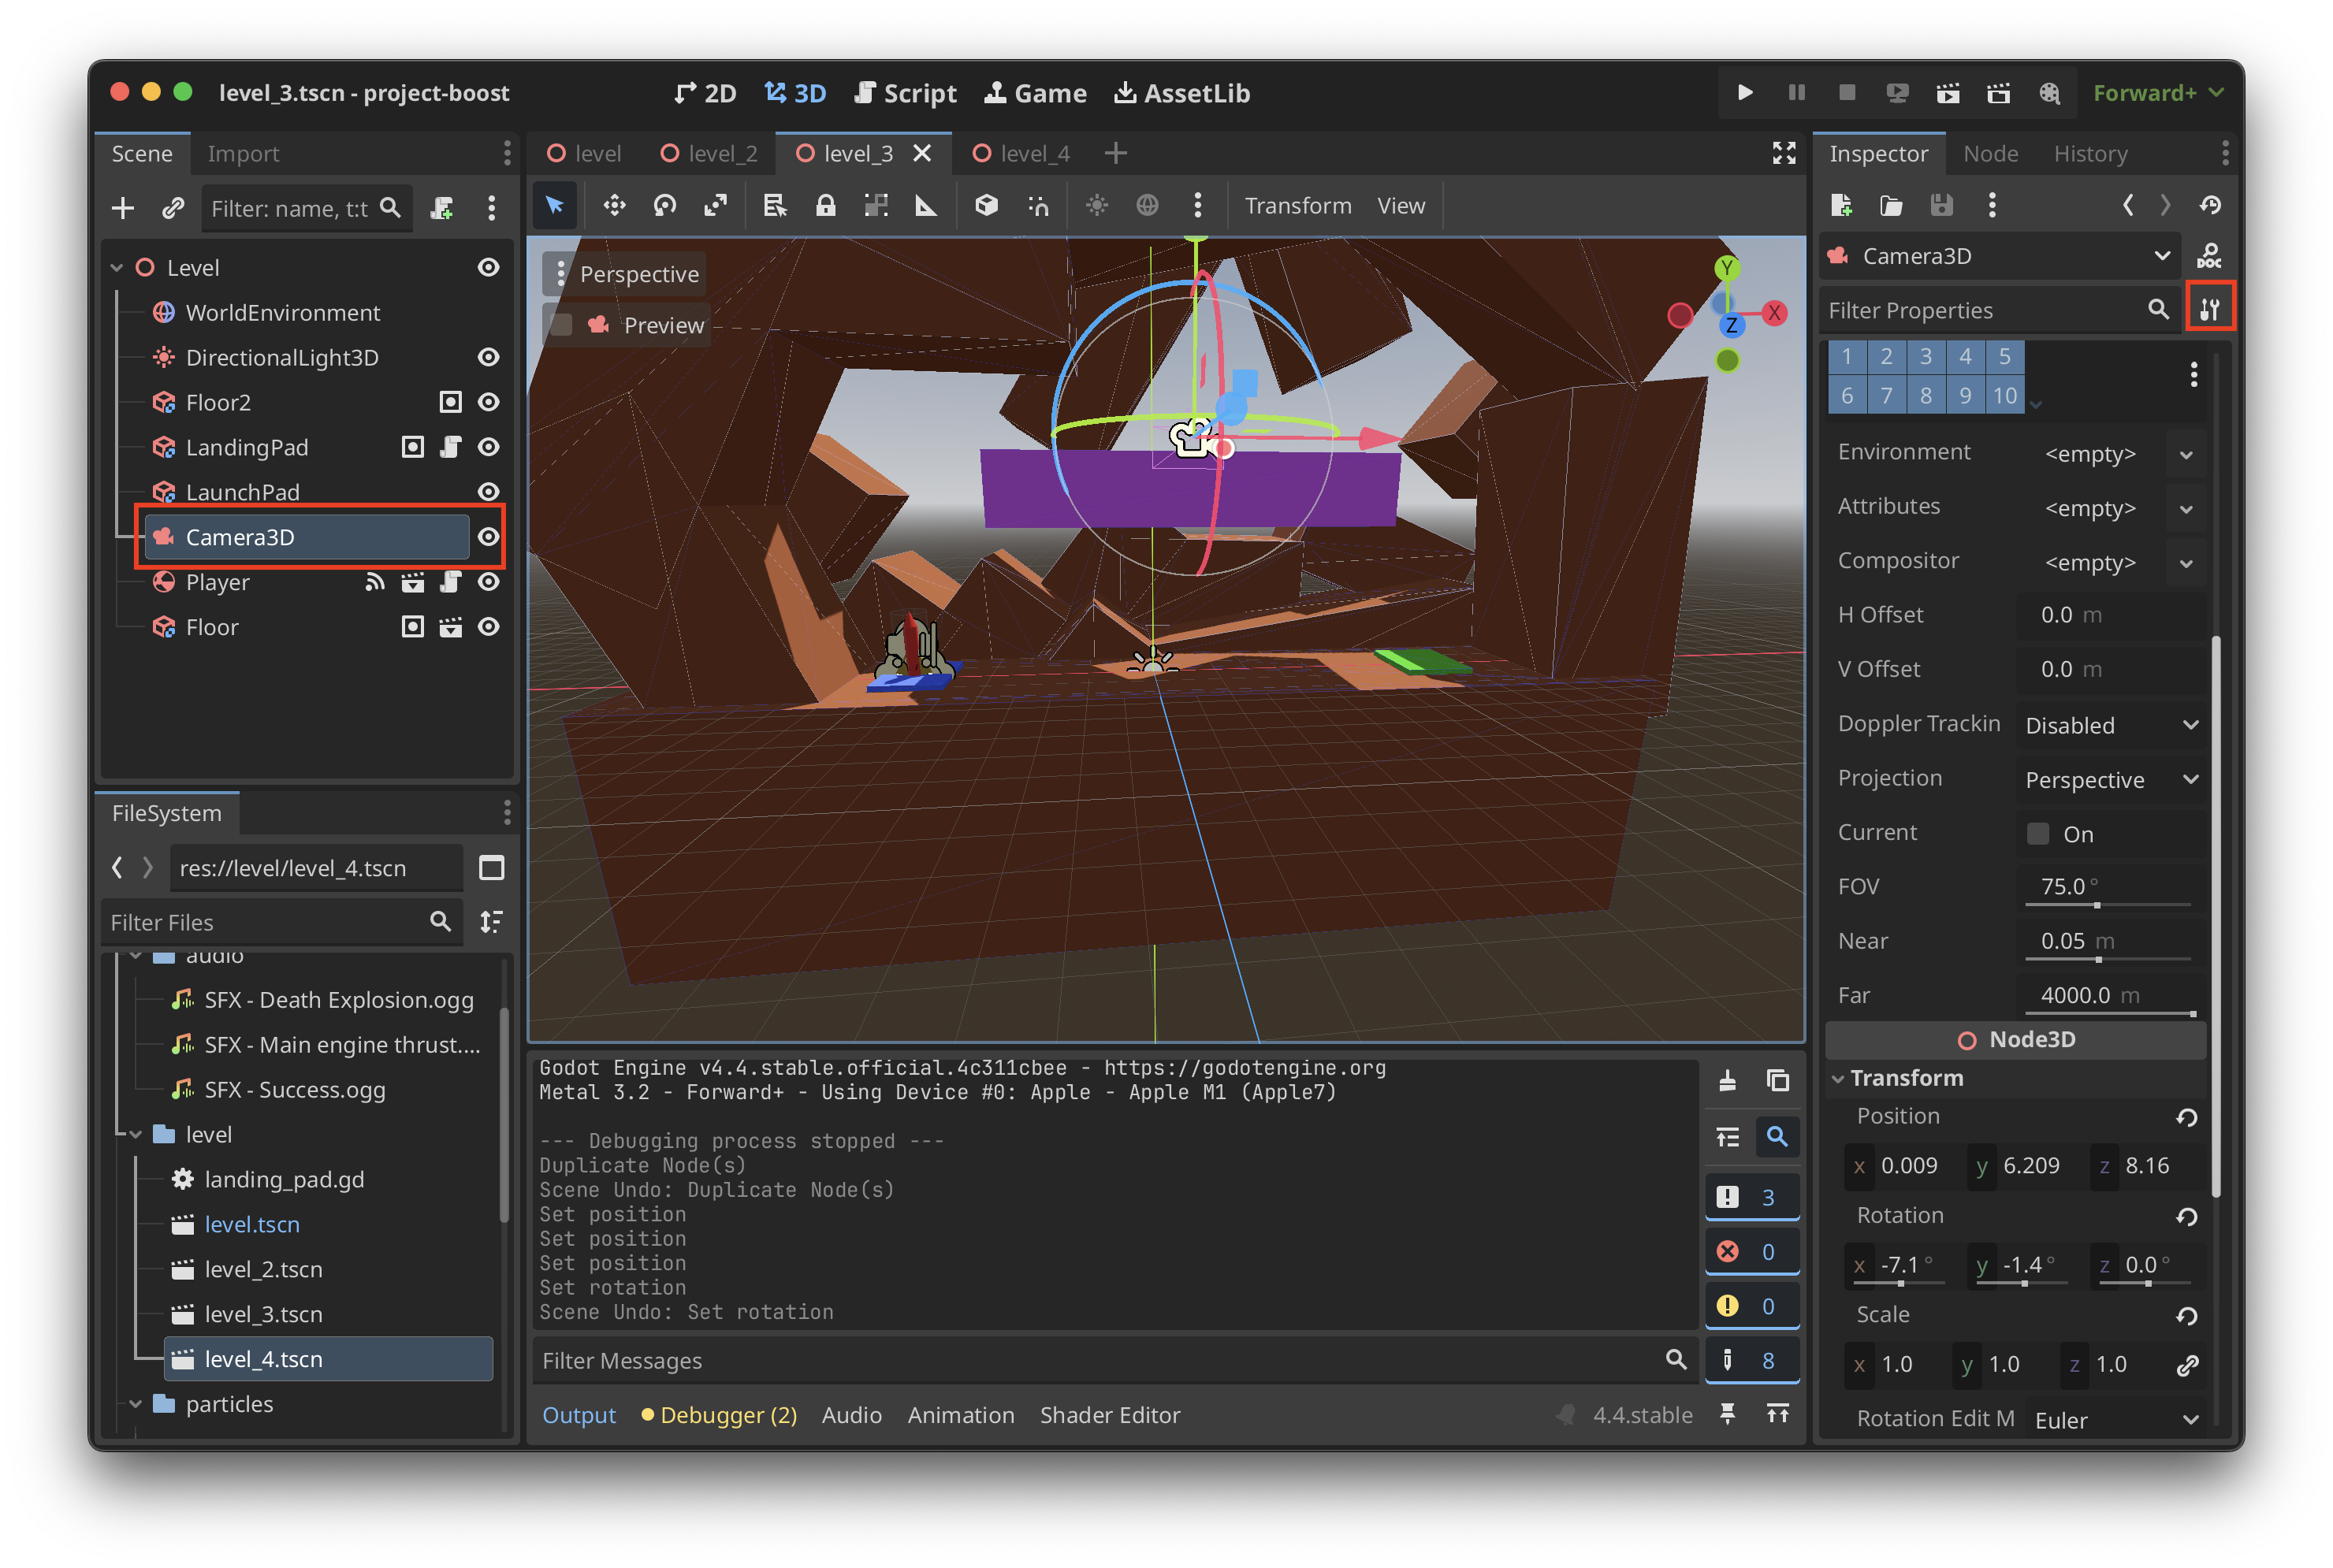 level_3.tscn - project-boost
2D
3D
Script
Game
AssetLib
Forward+
Scene
Import
Filter: name, t:t
Level
WorldEnvironment
DirectionalLight3D
Floor2
LandingPad
LaunchPad
Camera3D
Player
Floor
FileSystem
res://level/level_4.tscn
Filter Files
audio
SFX - Death Explosion.ogg
SFX - Main engine thrust....
SFX - Success.ogg
level
landing_pad.gd
level.tscn
level_2.tscn
level_3.tscn
level_4.tscn
particles
level
level_2
level_3
level_4
Transform
View
Perspective
Preview
Y
X
Z
Godot Engine v4.4.stable.official.4c311cbee - https://godotengine.org
Metal 3.2 - Forward+ - Using Device #0: Apple - Apple M1 (Apple7)
--- Debugging process stopped ---
Duplicate Node(s)
Scene Undo: Duplicate Node(s)
Set position
Set position
Set position
Set rotation
Scene Undo: Set rotation
3
0
0
8
Filter Messages
Output
Debugger (2)
Audio
Animation
Shader Editor
4.4.stable
Inspector
Node
History
Camera3D
DOC
Filter Properties
1 2 3 4 5
6 7 8 9 10
Environment <empty>
Attributes <empty>
Compositor <empty>
H Offset 0.0 m
V Offset 0.0 m
Doppler Trackin Disabled
Projection Perspective
Current On
FOV 75.0 °
Near 0.05 m
Far 4000.0 m
Node3D
Transform
Position
x 0.009 y 6.209 z 8.16
Rotation
x -7.1 ° y -1.4 ° z 0.0 °
Scale
x 1.0 y 1.0 z 1.0
Rotation Edit M Euler